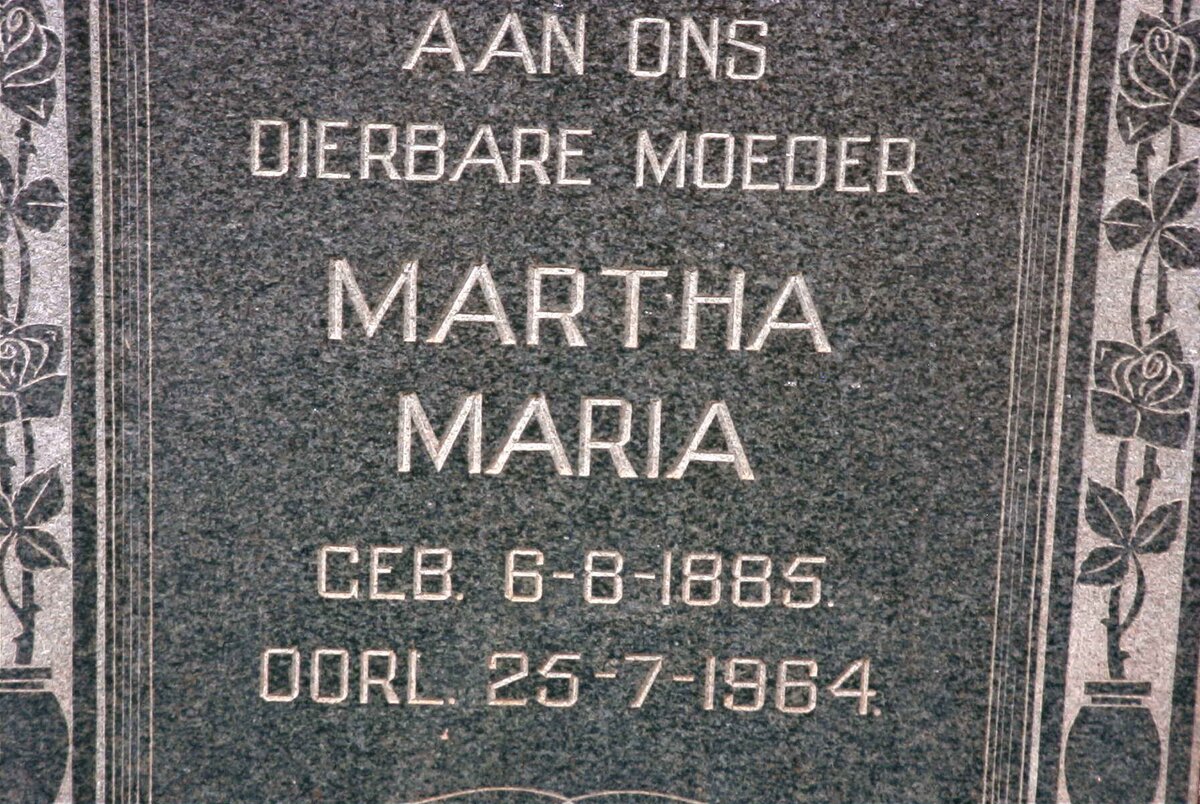 AAN ONS
DIERBARE MOEDER
MARTHA
MARIA
GEB. 6-8-1885.
OORL. 25-7-1964.